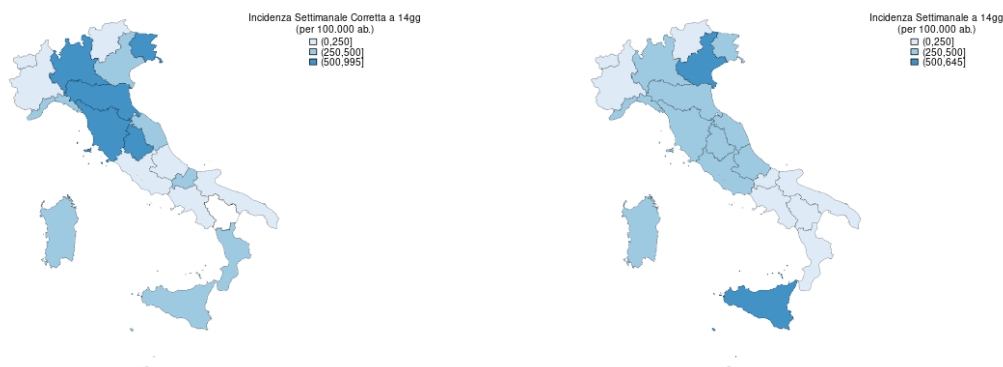 Incidenza Settimanale Corretta a 14gg
(per 100.000 ab.)
(0,250]
(250,500]
(500,995]
Incidenza Settimanale a 14gg
(per 100.000 ab.)
(0,250]
(250,500]
(500,645]